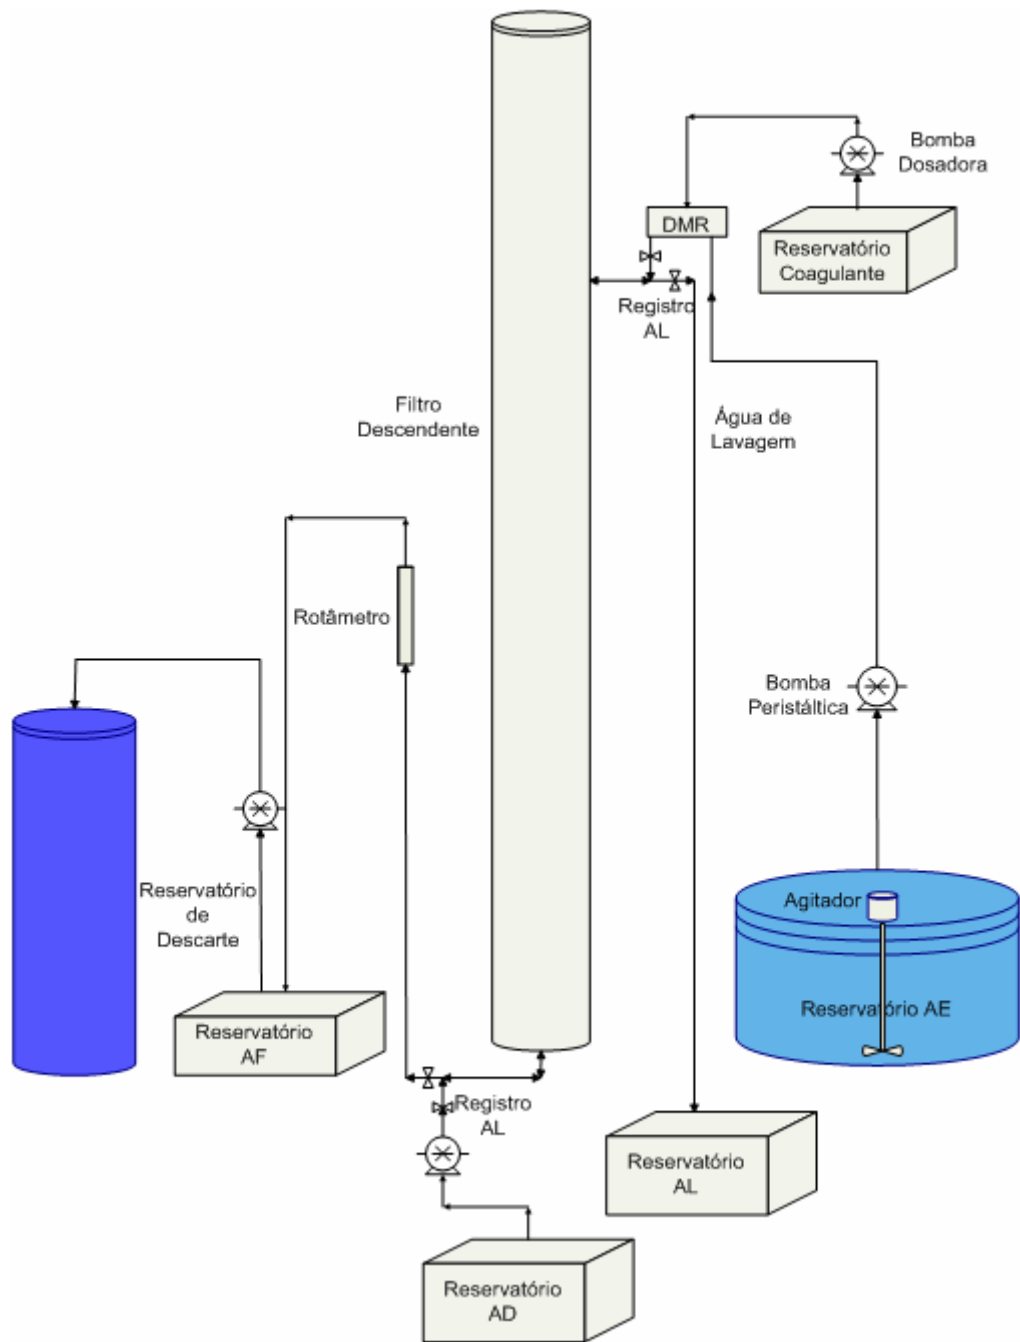 Bomba
Dosadora
DMR
Reservatório
Coagulante
Registro
AL
Filtro
Descendente
Água de
Lavagem
Rotâmetro
Bomba
Peristáltica
Reservatório
de
Descarte
Agitador
Reservatório AE
Reservatório
AF
Registro
AL
Reservatório
AL
Reservatório
AD